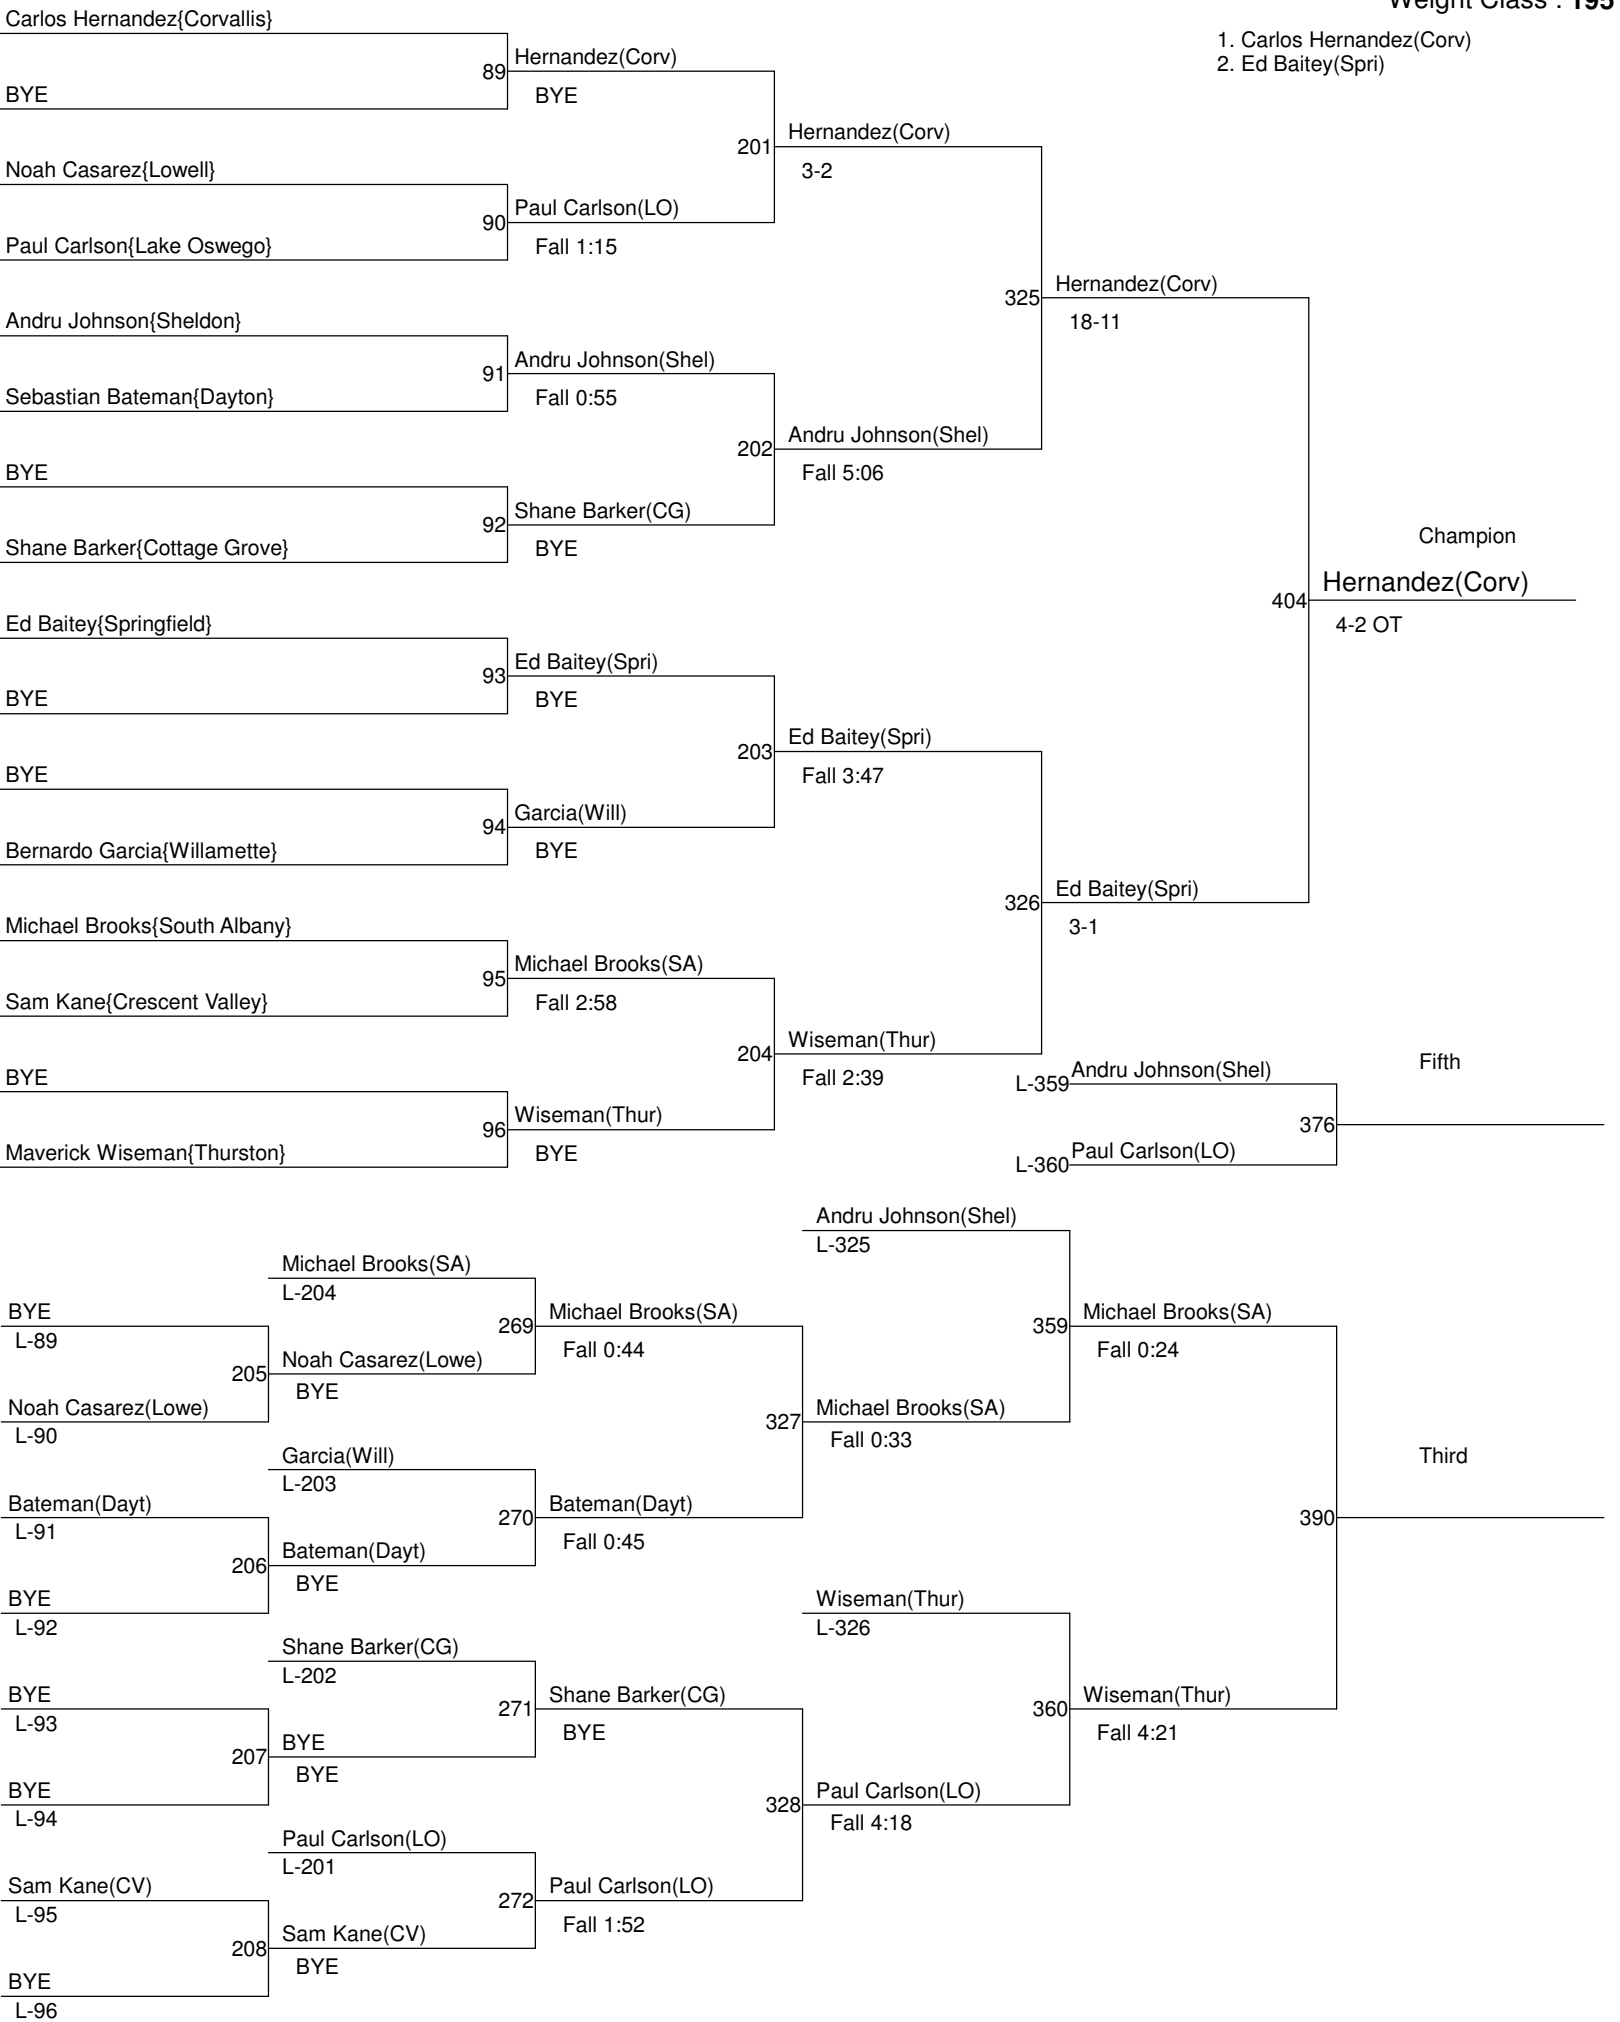 Weight Class : 195
1. Carlos Hernandez(Corv)
2. Ed Baitey(Spri)
Carlos Hernandez{Corvallis}
BYE
89
Hernandez(Corv)
BYE
Noah Casarez{Lowell}
Paul Carlson{Lake Oswego}
90
Paul Carlson(LO)
Fall 1:15
201
Hernandez(Corv)
3-2
Andru Johnson{Sheldon}
Sebastian Bateman{Dayton}
91
Andru Johnson(Shel)
Fall 0:55
BYE
Shane Barker{Cottage Grove}
92
Shane Barker(CG)
BYE
202
Andru Johnson(Shel)
Fall 5:06
325
Hernandez(Corv)
18-11
Ed Baitey{Springfield}
BYE
93
Ed Baitey(Spri)
BYE
BYE
Bernardo Garcia{Willamette}
94
Garcia(Will)
BYE
203
Ed Baitey(Spri)
Fall 3:47
Michael Brooks{South Albany}
Sam Kane{Crescent Valley}
95
Michael Brooks(SA)
Fall 2:58
BYE
Maverick Wiseman{Thurston}
96
Wiseman(Thur)
BYE
204
Wiseman(Thur)
Fall 2:39
326
Ed Baitey(Spri)
3-1
Champion
404
Hernandez(Corv)
4-2 OT
Fifth
L-359
Andru Johnson(Shel)
376
L-360
Paul Carlson(LO)
BYE
L-89
Noah Casarez(Lowe)
L-90
205
Michael Brooks(SA)
L-204
Noah Casarez(Lowe)
BYE
269
Michael Brooks(SA)
Fall 0:44
Bateman(Dayt)
L-91
BYE
L-92
206
Garcia(Will)
L-203
Bateman(Dayt)
BYE
270
Bateman(Dayt)
Fall 0:45
327
Michael Brooks(SA)
Fall 0:33
Andru Johnson(Shel)
L-325
359
Michael Brooks(SA)
Fall 0:24
BYE
L-93
BYE
L-94
207
Shane Barker(CG)
L-202
BYE
BYE
271
Shane Barker(CG)
BYE
Sam Kane(CV)
L-95
BYE
L-96
208
Paul Carlson(LO)
L-201
Sam Kane(CV)
BYE
272
Paul Carlson(LO)
Fall 1:52
328
Paul Carlson(LO)
Fall 4:18
Wiseman(Thur)
L-326
360
Wiseman(Thur)
Fall 4:21
Third
390